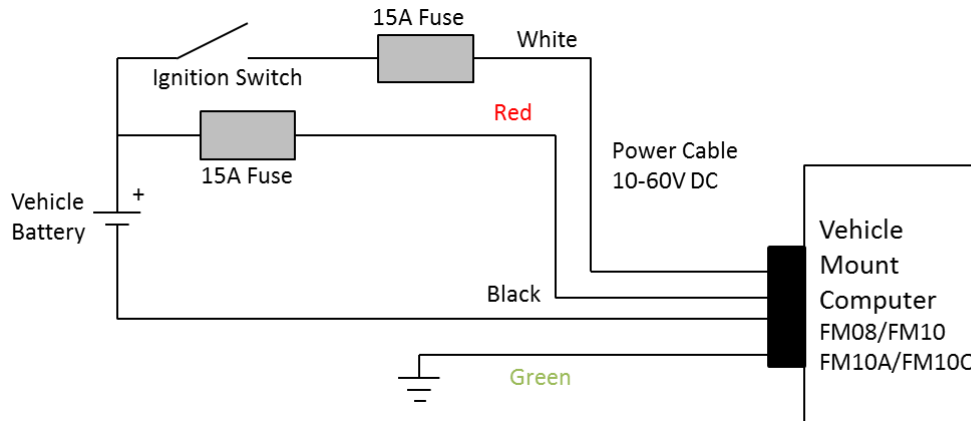 15A Fuse
White
Ignition Switch
Red
15A Fuse
Power Cable
10-60V DC
+
Vehicle
Battery
Black
Green
Vehicle
Mount
Computer
FM08/FM10
FM10A/FM10C